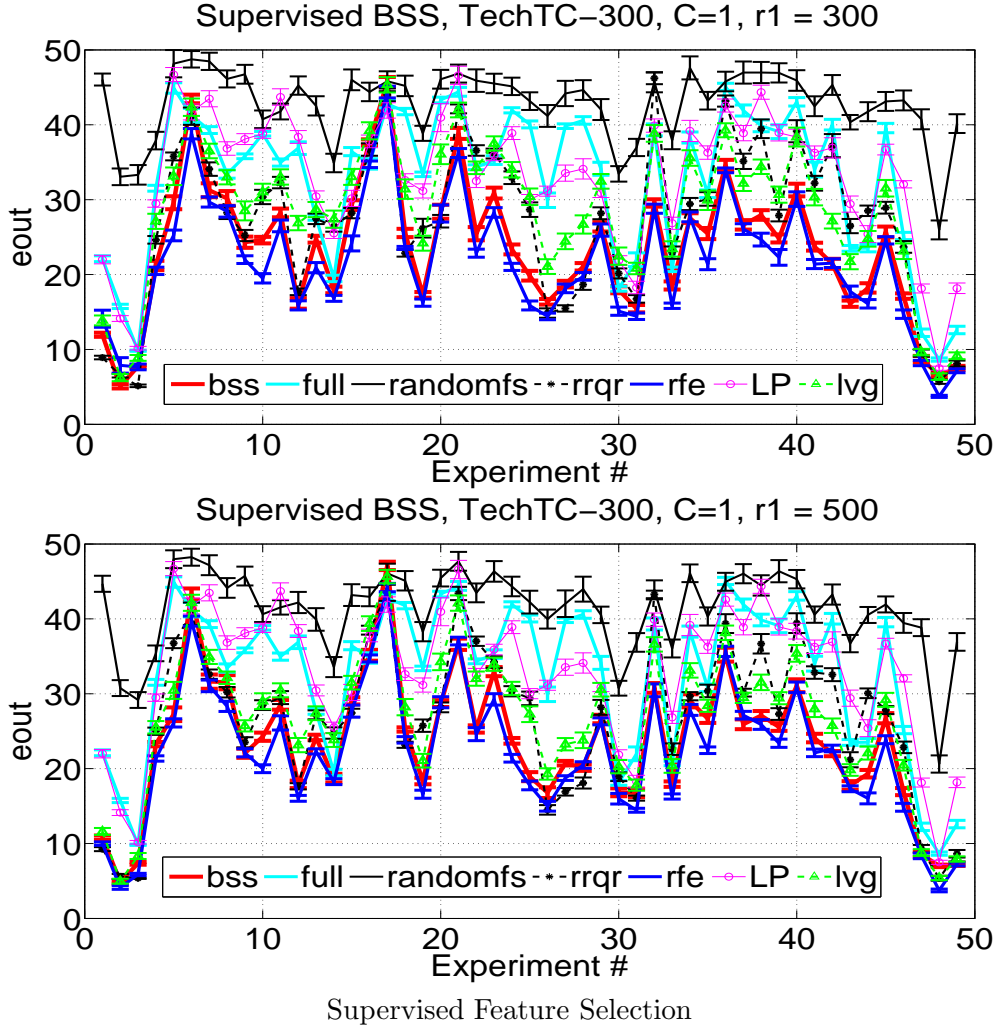 Supervised BSS, TechTC−300, C=1, r1 = 300
50
40
30
20
10
0
eout
bss full randomfs rrqr rfe LP lvg
0 10 20 30 40 50
Experiment #
Supervised BSS, TechTC−300, C=1, r1 = 500
50
40
30
20
10
0
eout
bss full randomfs rrqr rfe LP lvg
0 10 20 30 40 50
Experiment #
Supervised Feature Selection